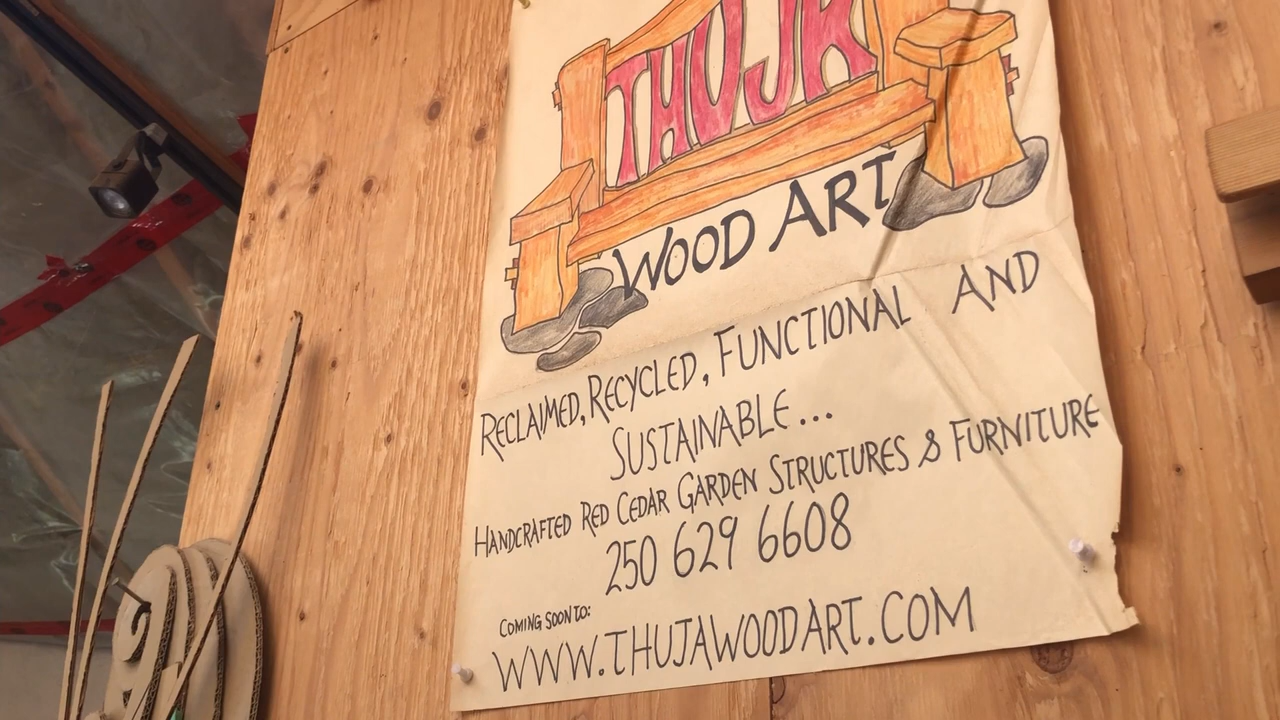 THUJA
WOOD ART
RECLAIMED, RECYCLED, FUNCTIONAL AND
SUSTAINABLE...
HANDCRAFTED RED CEDAR GARDEN STRUCTURES & FURNITURE
250 629 6608
COMING SOON TO:
WWW.THUJAWOODART.COM